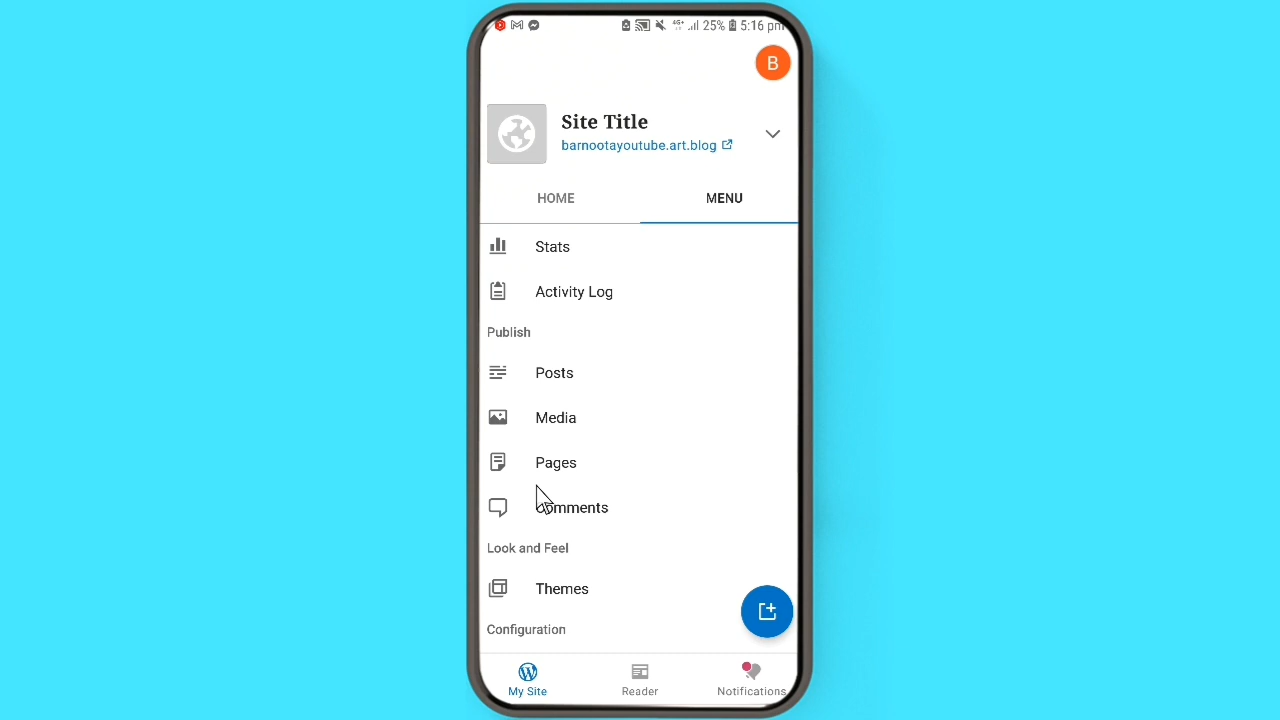 25% 5:16 pm
B
Site Title
barnootayoutube.art.blog
HOME MENU
Stats
Activity Log
Publish
Posts
Media
Pages
Comments
Look and Feel
Themes
Configuration
My Site Reader Notifications